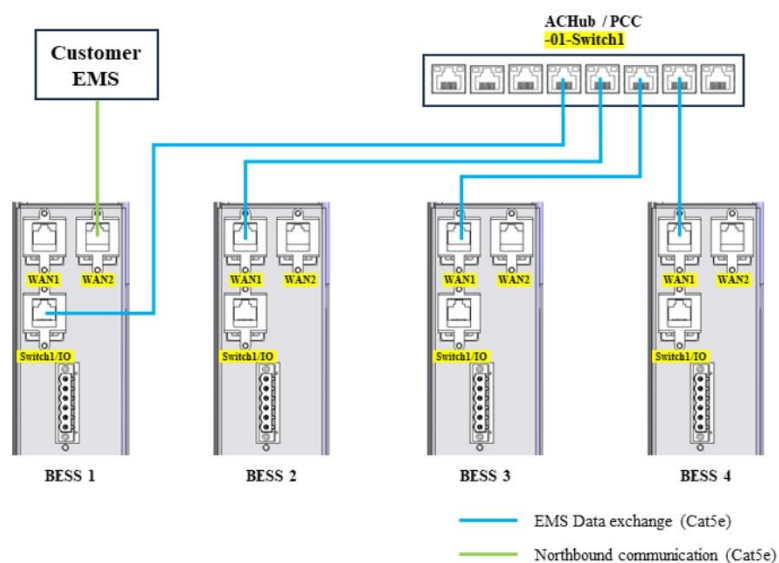 Customer
EMS
ACHub / PCC
-01-Switch1
WAN1
WAN2
WAN1
WAN2
WAN1
WAN2
WAN1
WAN2
Switch1/IO
Switch1/IO
Switch1/IO
Switch1/IO
BESS 1
BESS 2
BESS 3
BESS 4
EMS Data exchange (Cat5e)
Northbound communication (Cat5e)